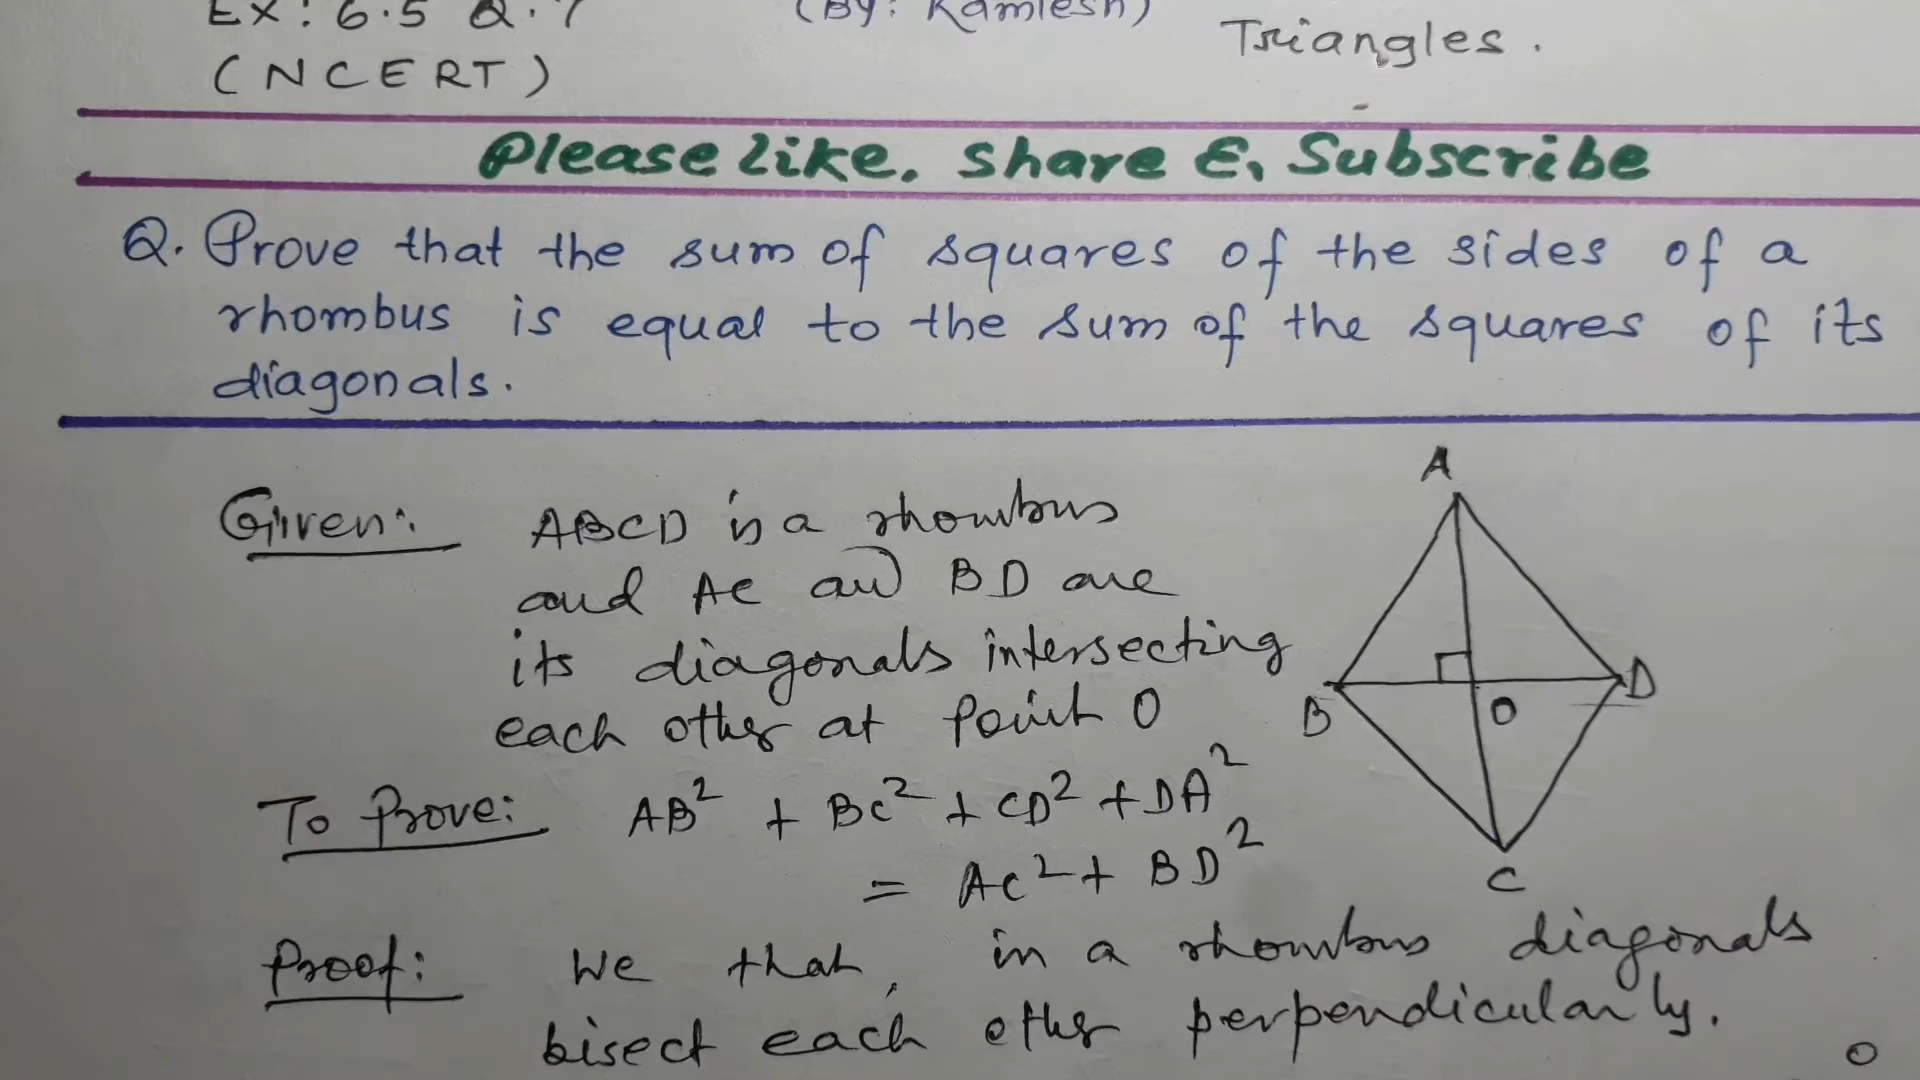 Ex: 6.5 Q.7
(By: Kamlesh)
Triangles.
(NCERT)
Please Like. Share & Subscribe
Q. Prove that the sum of squares of the sides of a
rhombus is equal to the sum of the squares of its
diagonals.
Given: ABCD is a rhombus
and AC and BD are
its diagonals intersecting
each other at point O
To Prove: AB² + BC² + CD² + DA²
= AC² + BD²
A
B
O
D
C
Proof: We that, in a rhombus diagonals
bisect each other perpendicularly.